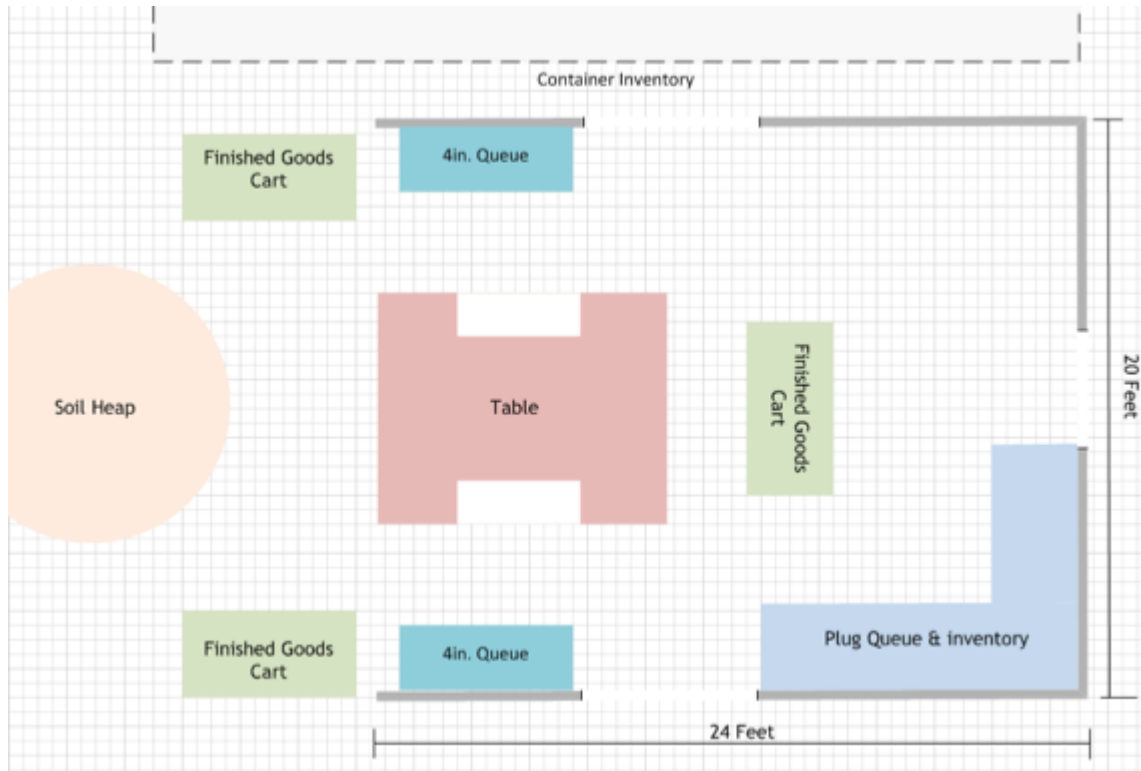 Container Inventory
Finished Goods
Cart
4in. Queue
Soil Heap
Table
Finished Goods
Cart
20 Feet
Finished Goods
Cart
4in. Queue
Plug Queue & inventory
24 Feet